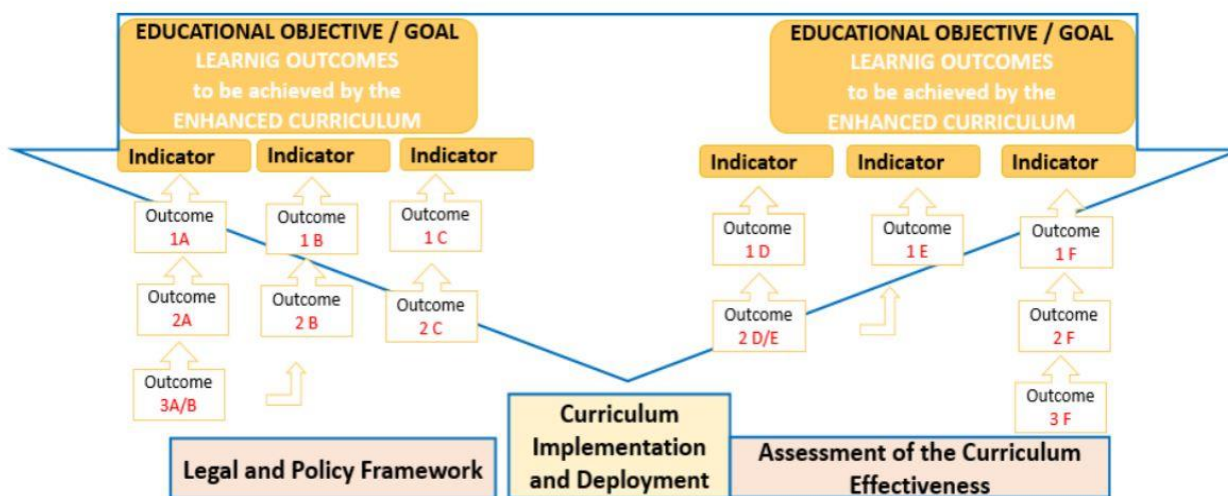 EDUCATIONAL OBJECTIVE / GOAL
LEARNIG OUTCOMES
to be achieved by the
ENHANCED CURRICULUM
EDUCATIONAL OBJECTIVE / GOAL
LEARNIG OUTCOMES
to be achieved by the
ENHANCED CURRICULUM
Indicator
Indicator
Indicator
Indicator
Indicator
Indicator
Outcome
1A
Outcome
1 B
Outcome
1 C
Outcome
1 D
Outcome
1 E
Outcome
1 F
Outcome
2A
Outcome
2 B
Outcome
2 C
Outcome
2 D/E
Outcome
2 F
Outcome
3A/B
Outcome
3 F
Legal and Policy Framework
Curriculum
Implementation
and Deployment
Assessment of the Curriculum
Effectiveness